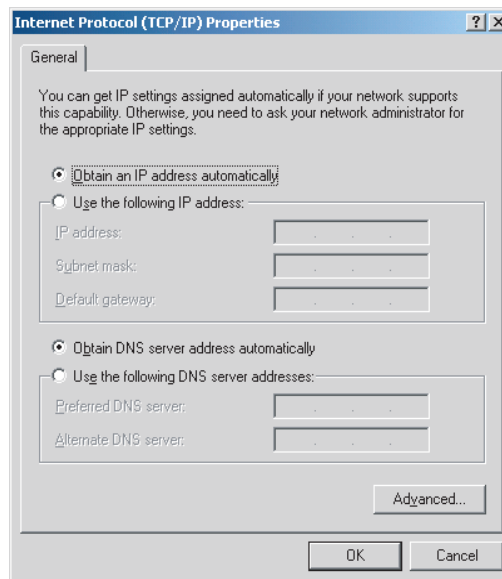 Internet Protocol (TCP/IP) Properties
General
You can get IP settings assigned automatically if your network supports
this capability. Otherwise, you need to ask your network administrator for
the appropriate IP settings.
Obtain an IP address automatically
Use the following IP address:
IP address:
Subnet mask:
Default gateway:
Obtain DNS server address automatically
Use the following DNS server addresses:
Preferred DNS server:
Alternate DNS server:
Advanced...
OK
Cancel